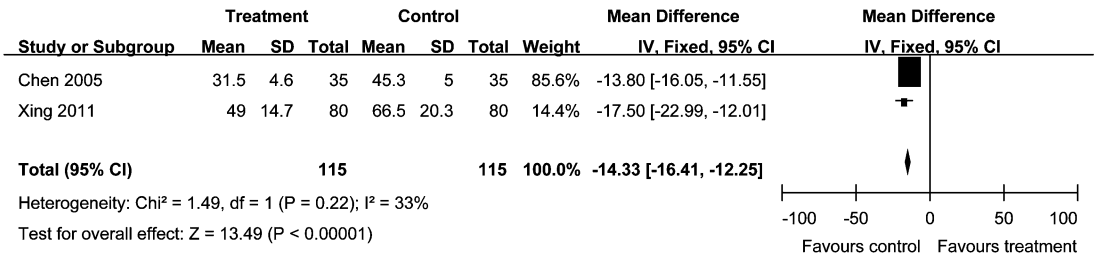 Treatment Control Mean Difference Mean Difference
Study or Subgroup Mean SD Total Mean SD Total Weight IV, Fixed, 95% CI IV, Fixed, 95% CI
Chen 2005 31.5 4.6 35 45.3 5 35 85.6% -13.80 [-16.05, -11.55]
Xing 2011 49 14.7 80 66.5 20.3 80 14.4% -17.50 [-22.99, -12.01]
Total (95% CI) 115 115 100.0% -14.33 [-16.41, -12.25]
Heterogeneity: Chi² = 1.49, df = 1 (P = 0.22); I² = 33%
Test for overall effect: Z = 13.49 (P < 0.00001)
-100 -50 0 50 100
Favours control Favours treatment